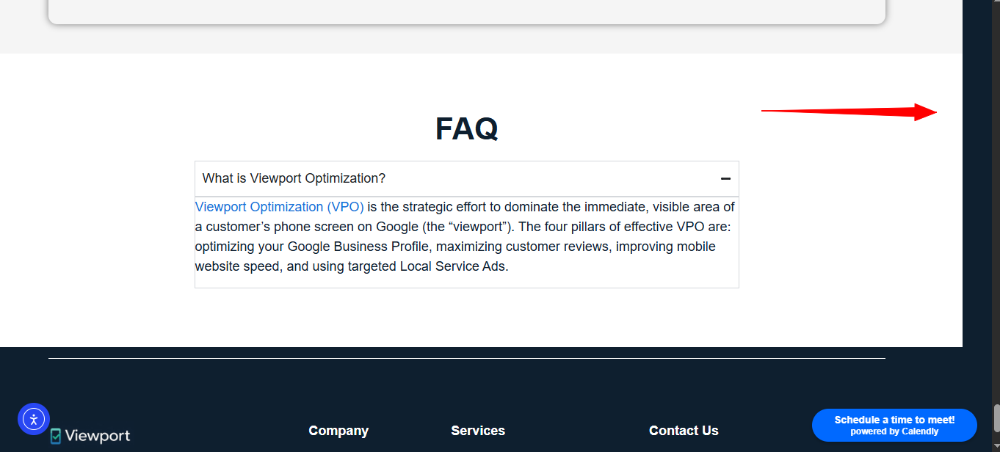 FAQ
What is Viewport Optimization?
Viewport Optimization (VPO) is the strategic effort to dominate the immediate, visible area of
a customer’s phone screen on Google (the “viewport”). The four pillars of effective VPO are:
optimizing your Google Business Profile, maximizing customer reviews, improving mobile
website speed, and using targeted Local Service Ads.
Viewport
Company
Services
Contact Us
Schedule a time to meet!
powered by Calendly